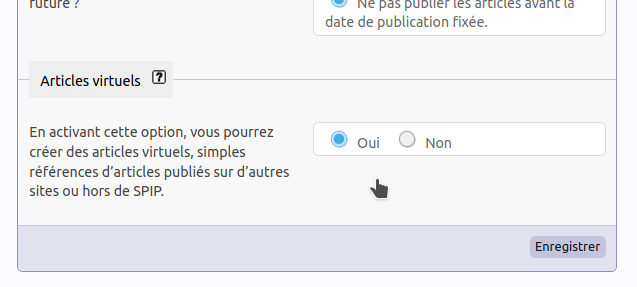 future ?
Ne pas publier les articles avant la
date de publication fixée.
Articles virtuels ?
En activant cette option, vous pourrez
créer des articles virtuels, simples
références d’articles publiés sur d’autres
sites ou hors de SPIP.
Oui Non
Enregistrer